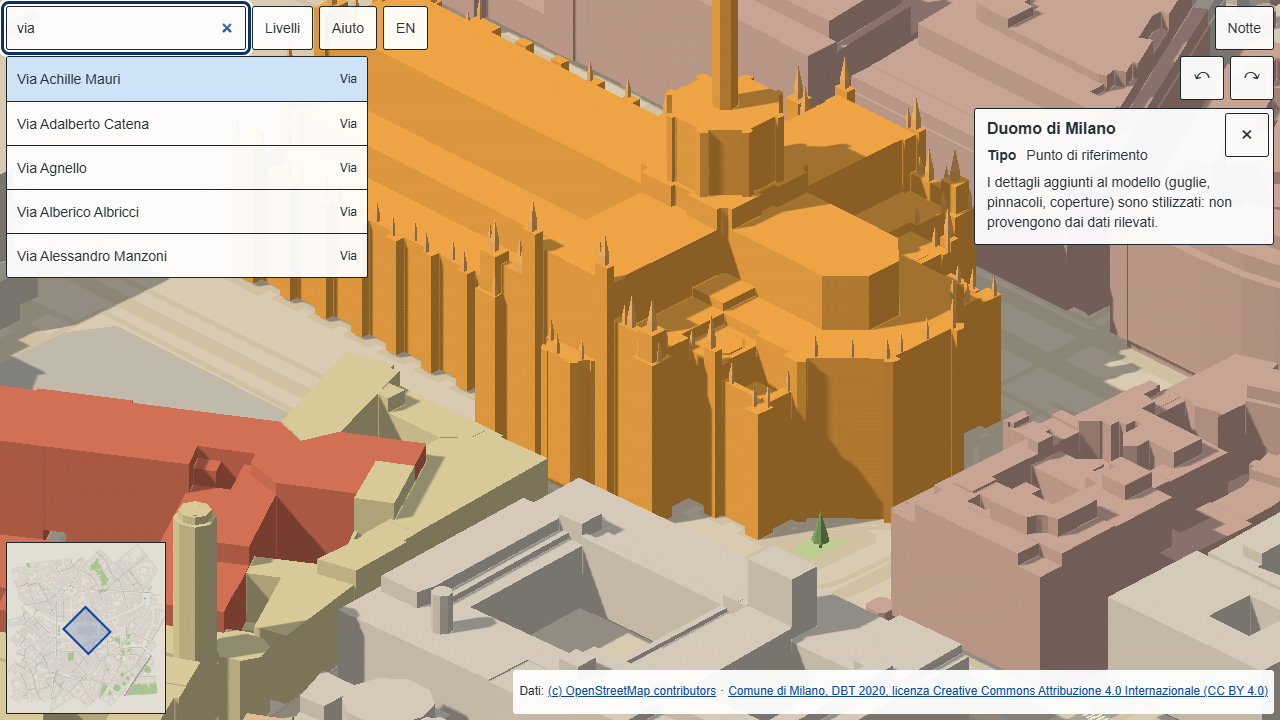 via
Livelli
Aiuto
EN
Notte
Via Achille Mauri Via
Via Adalberto Catena Via
Via Agnello Via
Via Alberico Albricci Via
Via Alessandro Manzoni Via
Duomo di Milano
Tipo Punto di riferimento
I dettagli aggiunti al modello (guglie,
pinnacoli, coperture) sono stilizzati: non
provengono dai dati rilevati.
Dati: (c) OpenStreetMap contributors · Comune di Milano, DBT 2020, licenza Creative Commons Attribuzione 4.0 Internazionale (CC BY 4.0)